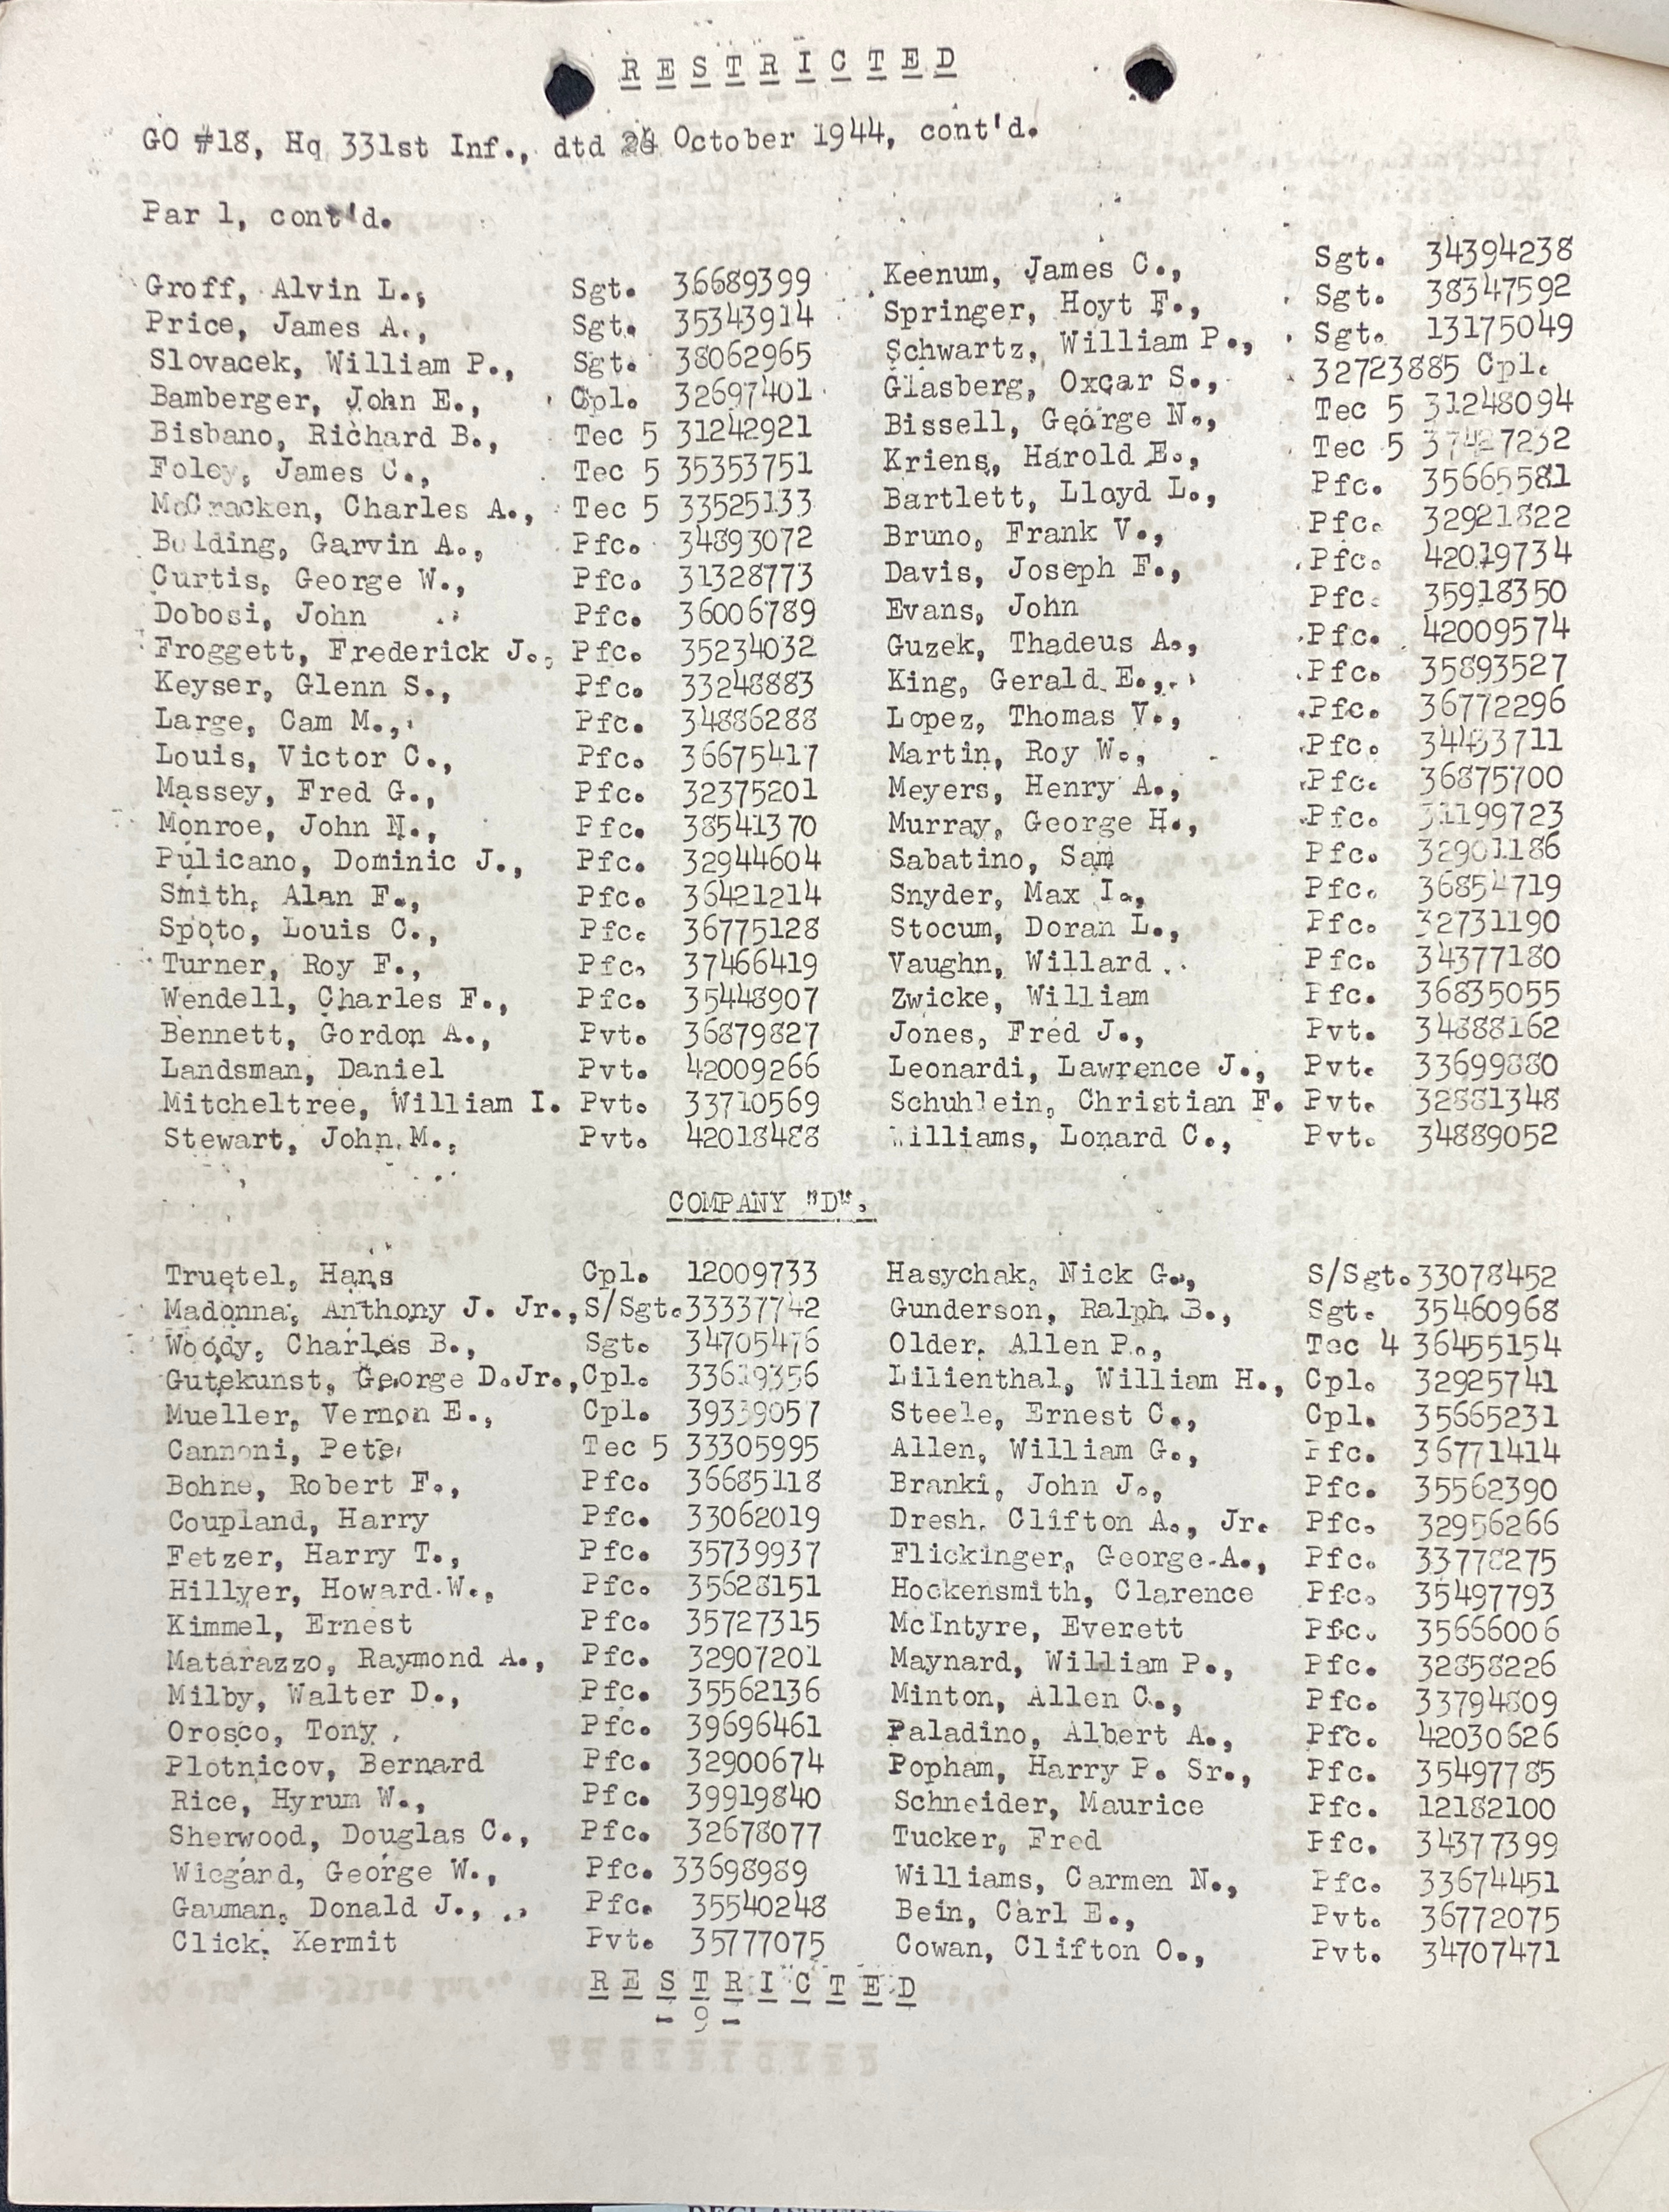 R E S T R I C T E D
GO #18, Hq 331st Inf., dtd October 1944, cont'd.
Par 1, cont'd.
Groff, Alvin L., Sgt. 36689399 Keenum, James C., Sgt. 34394238
Price, James A., Sgt. 35343914 Springer, Hoyt F., Sgt. 38347592
Slovacek, William P., Sgt. 38062965 Schwartz, William P., Sgt. 13175049
Bamberger, John E., Cpl. 32697401 Glasberg, Oxcar S., 32723885 Cpl.
Bisbano, Richard B., Tec 5 31242921 Bissell, George N., Tec 5 31248094
Foley, James C., Tec 5 35353751 Kriens, Harold E., Tec 5 37427232
McCracken, Charles A., Tec 5 33525133 Bartlett, Lloyd L., Pfc. 35665581
Bolding, Garvin A., Pfc. 34893072 Bruno, Frank V., Pfc. 32921822
Curtis, George W., Pfc. 31328773 Davis, Joseph F., Pfc. 42019734
Dobosi, John Pfc. 36006789 Evans, John Pfc. 35918350
Froggett, Frederick J., Pfc. 35234032 Guzek, Thadeus A., Pfc. 42009574
Keyser, Glenn S., Pfc. 33248883 King, Gerald E., Pfc. 35893527
Large, Cam M., Pfc. 34886288 Lopez, Thomas V., Pfc. 36772296
Louis, Victor C., Pfc. 36675417 Martin, Roy W., Pfc. 34433711
Massey, Fred G., Pfc. 32375201 Meyers, Henry A., Pfc. 36875700
Monroe, John N., Pfc. 38541370 Murray, George H., Pfc. 31199723
Pulicano, Dominic J., Pfc. 32944604 Sabatino, Sam Pfc. 32901186
Smith, Alan F., Pfc. 36421214 Snyder, Max I., Pfc. 36854719
Spoto, Louis C., Pfc. 36775128 Stocum, Doran L., Pfc. 32731190
Turner, Roy F., Pfc. 37466419 Vaughn, Willard Pfc. 34377180
Wendell, Charles F., Pfc. 35448907 Zwicke, William Pfc. 36835055
Bennett, Gordon A., Pvt. 36879827 Jones, Fred J., Pvt. 34888162
Landsman, Daniel Pvt. 42009266 Leonardi, Lawrence J., Pvt. 33699880
Mitcheltree, William I. Pvt. 33710569 Schuhlein, Christian F. Pvt. 32881348
Stewart, John M., Pvt. 42018488 Williams, Lonard C., Pvt. 34889052
COMPANY "D".
Truetel, Hans Cpl. 12009733 Hasychak, Nick G., S/Sgt. 33078452
Madonna, Anthony J. Jr., S/Sgt. 33337742 Gunderson, Ralph B., Sgt. 35460968
Woody, Charles B., Sgt. 34705476 Older, Allen P., Tec 4 36455154
Gutekunst, George D.Jr., Cpl. 33619356 Lilienthal, William H., Cpl. 32925741
Mueller, Vernon E., Cpl. 39339057 Steele, Ernest C., Cpl. 35665231
Cannoni, Pete Tec 5 33305995 Allen, William G., Pfc. 36771414
Bohne, Robert F., Pfc. 36685118 Branki, John J., Pfc. 35562390
Coupland, Harry Pfc. 33062019 Dresh, Clifton A., Jr. Pfc. 32956266
Fetzer, Harry T., Pfc. 35739937 Flickinger, George A., Pfc. 33778275
Hillyer, Howard W., Pfc. 35628151 Hockensmith, Clarence Pfc. 35497793
Kimmel, Ernest Pfc. 35727315 McIntyre, Everett Pfc. 35666006
Matarazzo, Raymond A., Pfc. 32907201 Maynard, William P., Pfc. 32858226
Milby, Walter D., Pfc. 35562136 Minton, Allen C., Pfc. 33794809
Orosco, Tony Pfc. 39696461 Paladino, Albert A., Pfc. 42030626
Plotnicov, Bernard Pfc. 32900674 Popham, Harry P. Sr., Pfc. 35497785
Rice, Hyrum W., Pfc. 39919840 Schneider, Maurice Pfc. 12182100
Sherwood, Douglas C., Pfc. 32678077 Tucker, Fred Pfc. 34377399
Wiegard, George W., Pfc. 33698989 Williams, Carmen N., Pfc. 33674451
Gauman, Donald J., Pfc. 35540248 Bein, Carl E., Pvt. 36772075
Click, Kermit Pvt. 35777075 Cowan, Clifton O., Pvt. 34707471
R E S T R I C T E D
- 9 -